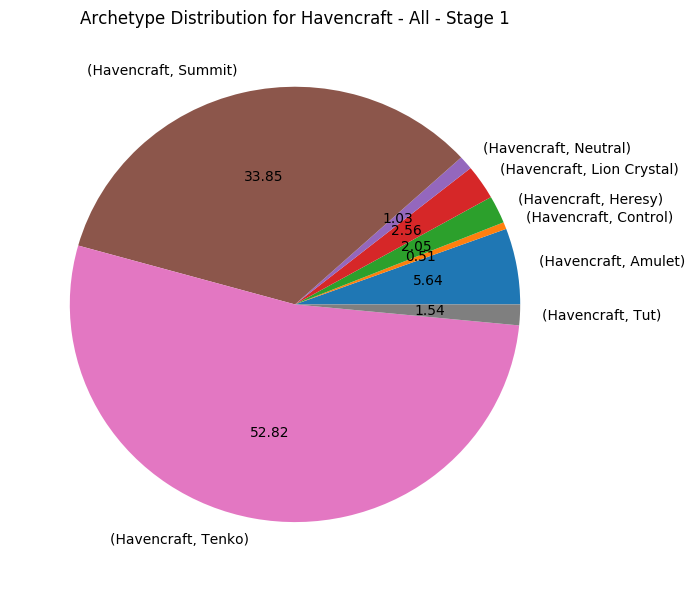 Archetype Distribution for Havencraft - All - Stage 1
(Havencraft, Summit)
(Havencraft, Neutral)
(Havencraft, Lion Crystal)
(Havencraft, Heresy)
(Havencraft, Control)
(Havencraft, Amulet)
(Havencraft, Tut)
(Havencraft, Tenko)
33.85
1.03
2.56
2.05
0.51
5.64
1.54
52.82